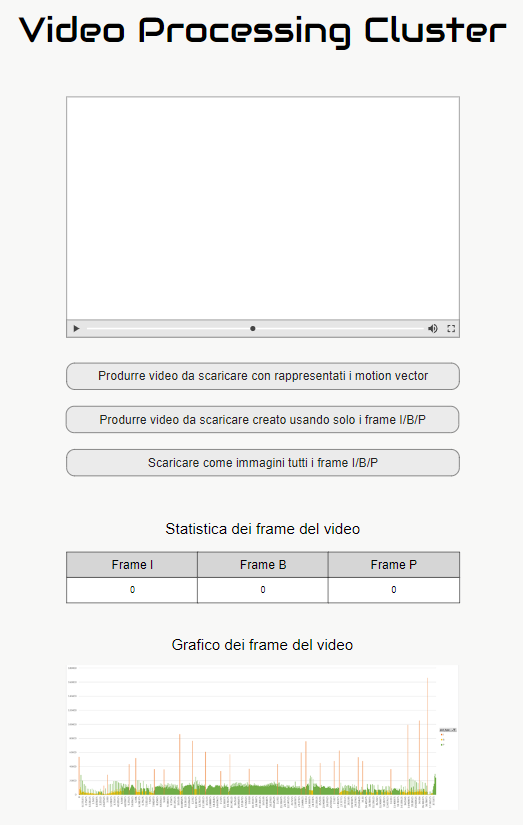 Video Processing Cluster
Produrre video da scaricare con rappresentati i motion vector
Produrre video da scaricare creato usando solo i frame I/B/P
Scaricare come immagini tutti i frame I/B/P
Statistica dei frame del video
Frame I Frame B Frame P
0 0 0
Grafico dei frame del video